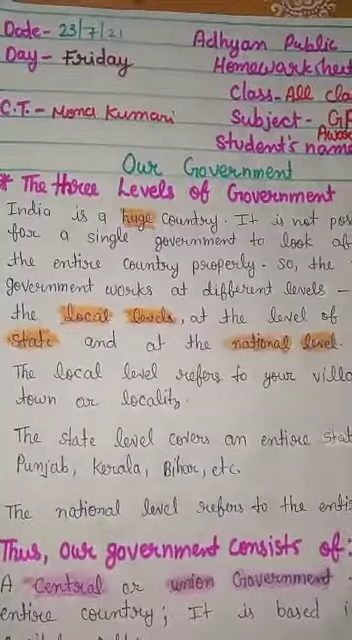 Date- 23/7/21
Day- Friday
C.T.- Mona Kumari
Adhyan Public
Homework sheet
Class- All
Subject-
Student's name
Our Government
* The three Levels of Government
India is a huge country. It is not
for a single government to look
the entire country properly. So, the
government works at different levels -
the local levels, at the level of
state and at the national level.
The local level refers to your
town or locality.
The state level covers an entire
Punjab, Kerala, Bihar, etc.
The national level refers to the
Thus, our government consists of:
A Central or union Government -
entire country; It is based